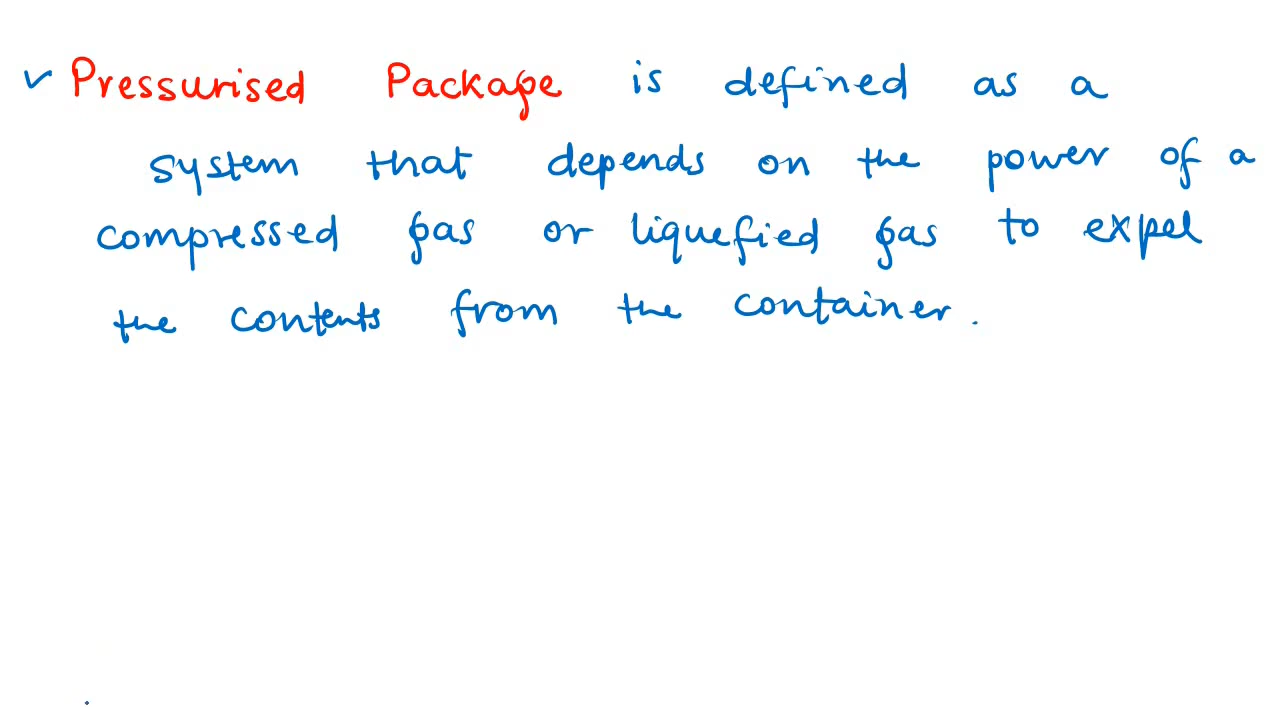 ✓ Pressurised Package is defined as a
system that depends on the power of a
compressed gas or liquefied gas to expel
the contents from the container.